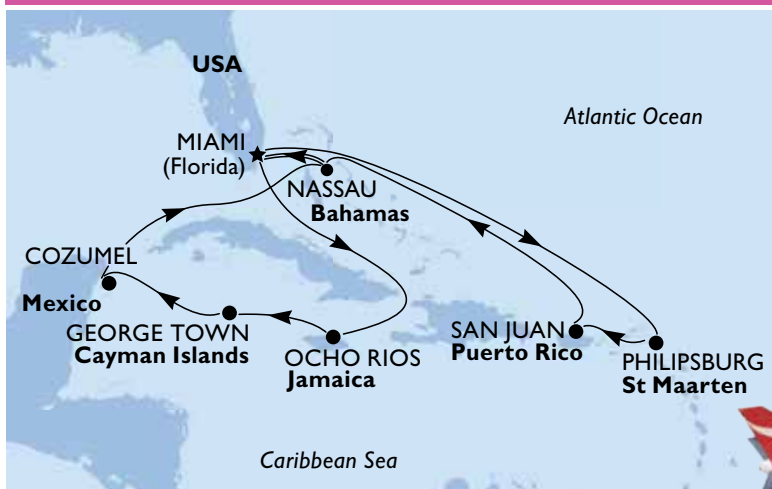 USA
Atlantic Ocean
MIAMI
(Florida)
NASSAU
Bahamas
COZUMEL
Mexico
GEORGE TOWN
Cayman Islands
OCHO RIOS
Jamaica
SAN JUAN
Puerto Rico
PHILIPSBURG
St Maarten
Caribbean Sea